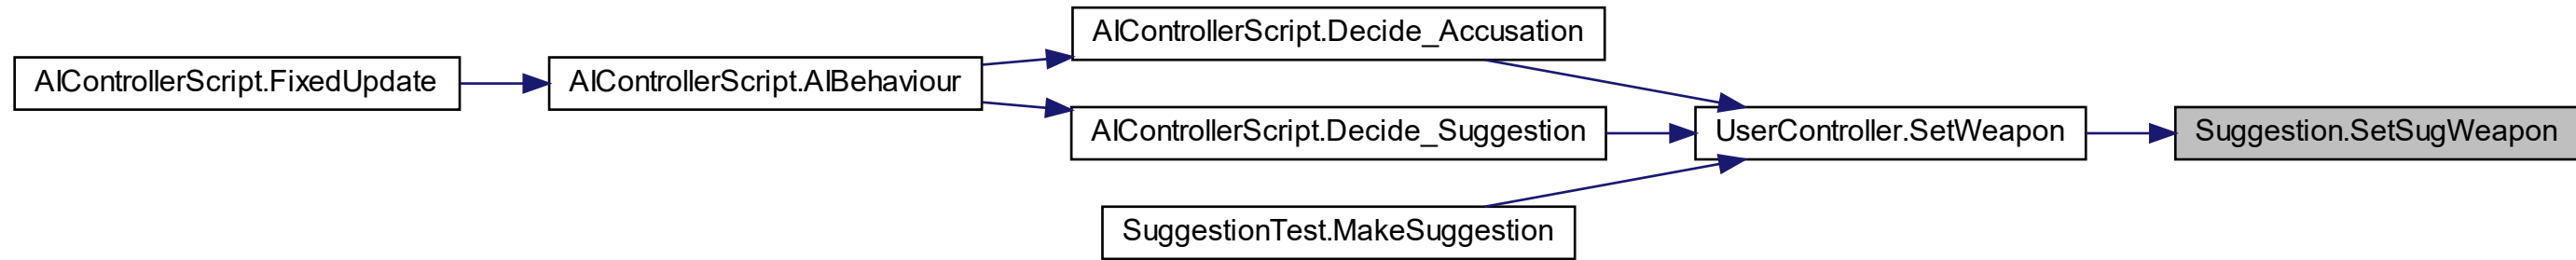 AIControllerScript.Decide_Accusation
AIControllerScript.FixedUpdate
AIControllerScript.AIBehaviour
AIControllerScript.Decide_Suggestion
UserController.SetWeapon
Suggestion.SetSugWeapon
SuggestionTest.MakeSuggestion